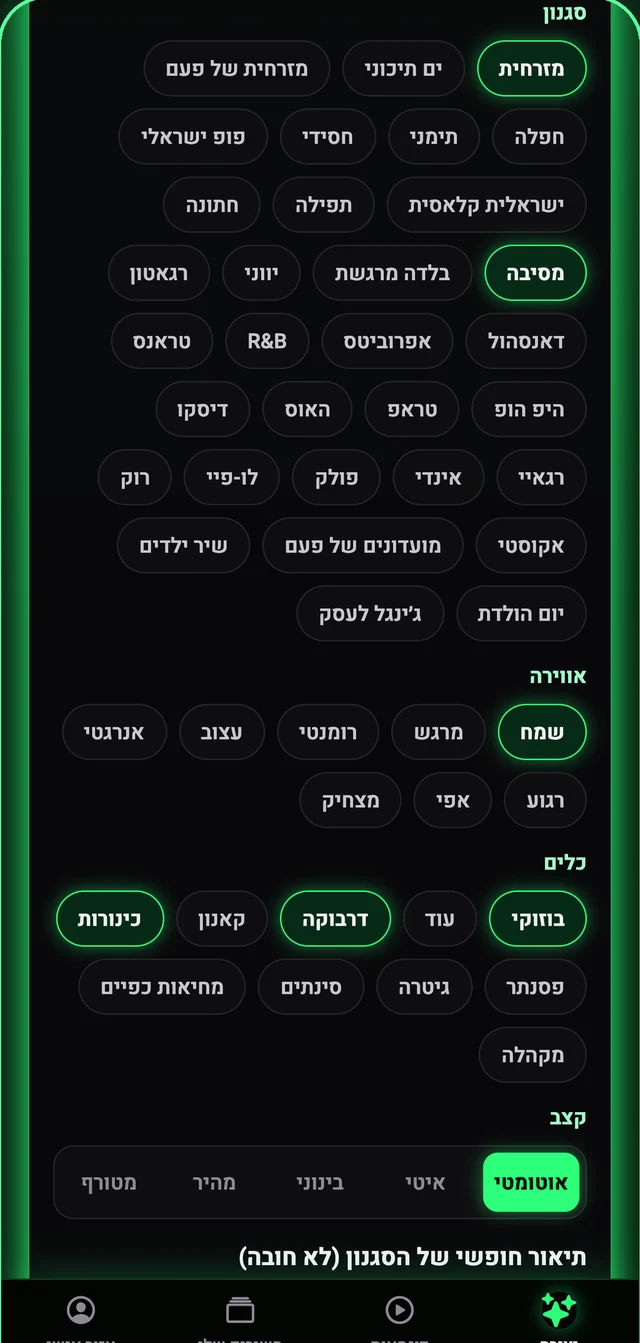 סגנון
מזרחית ים תיכוני מזרחית של פעם
חפלה תימני חסידי פופ ישראלי
ישראלית קלאסית תפילה חתונה
מסיבה בלדה מרגשת יווני רגאטון
דאנסהול אפרוביטס R&B טראנס
היפ הופ טראפ האוס דיסקו
רגאיי אינדי פולק לו-פיי רוק
אקוסטי מועדונים של פעם שיר ילדים
יום הולדת ג׳ינגל לעסק
אווירה
שמח מרגש רומנטי עצוב אנרגטי
רגוע אפי מצחיק
כלים
בוזוקי עוד דרבוקה קאנון כינורות
פסנתר גיטרה סינתים מחיאות כפיים
מקהלה
קצב
אוטומטי איטי בינוני מהיר מטורף
תיאור חופשי של הסגנון (לא חובה)